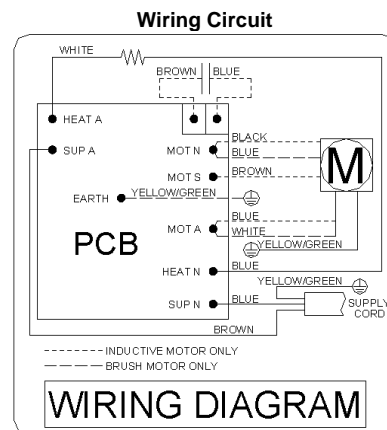 Wiring Circuit
WHITE
BROWN BLUE
HEAT A
SUP A
BLACK
MOT N
BLUE
MOT S
BROWN
EARTH
YELLOW/GREEN
M
BLUE
MOT A
WHITE
YELLOW/GREEN
PCB
HEAT N
BLUE
YELLOW/GREEN
SUP N
BLUE
SUPPLY
CORD
BROWN
INDUCTIVE MOTOR ONLY
BRUSH MOTOR ONLY
WIRING DIAGRAM